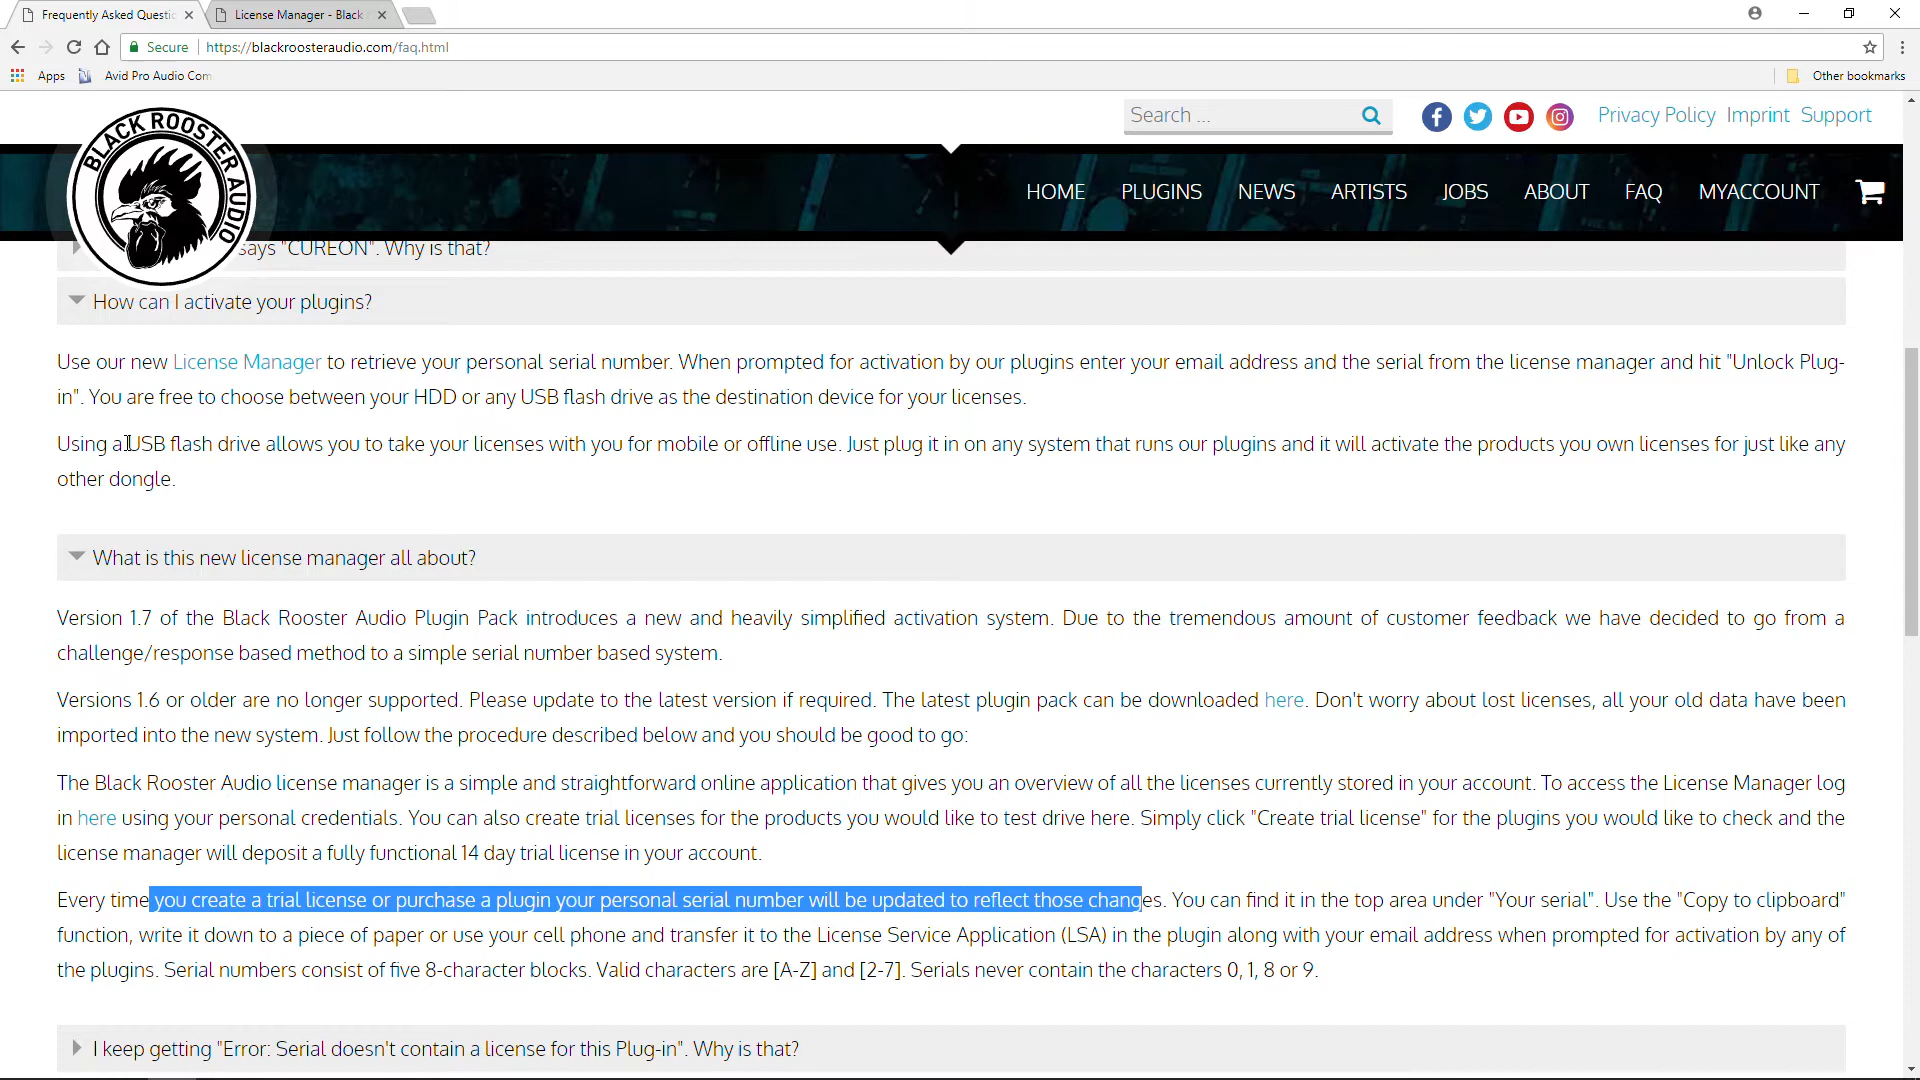 Frequently Asked Questi
License Manager - Black
Secure
https://blackroosteraudio.com/faq.html
Apps
Avid Pro Audio Com
Other bookmarks
BLACK ROOSTER AUDIO
Search ...
Privacy Policy Imprint Support
HOME PLUGINS NEWS ARTISTS JOBS ABOUT FAQ MYACCOUNT
says "CUREON". Why is that?
How can I activate your plugins?
Use our new License Manager to retrieve your personal serial number. When prompted for activation by our plugins enter your email address and the serial from the license manager and hit "Unlock Plug-
in". You are free to choose between your HDD or any USB flash drive as the destination device for your licenses.
Using a USB flash drive allows you to take your licenses with you for mobile or offline use. Just plug it in on any system that runs our plugins and it will activate the products you own licenses for just like any
other dongle.
What is this new license manager all about?
Version 1.7 of the Black Rooster Audio Plugin Pack introduces a new and heavily simplified activation system. Due to the tremendous amount of customer feedback we have decided to go from a
challenge/response based method to a simple serial number based system.
Versions 1.6 or older are no longer supported. Please update to the latest version if required. The latest plugin pack can be downloaded here. Don't worry about lost licenses, all your old data have been
imported into the new system. Just follow the procedure described below and you should be good to go:
The Black Rooster Audio license manager is a simple and straightforward online application that gives you an overview of all the licenses currently stored in your account. To access the License Manager log
in here using your personal credentials. You can also create trial licenses for the products you would like to test drive here. Simply click "Create trial license" for the plugins you would like to check and the
license manager will deposit a fully functional 14 day trial license in your account.
Every time you create a trial license or purchase a plugin your personal serial number will be updated to reflect those changes. You can find it in the top area under "Your serial". Use the "Copy to clipboard"
function, write it down to a piece of paper or use your cell phone and transfer it to the License Service Application (LSA) in the plugin along with your email address when prompted for activation by any of
the plugins. Serial numbers consist of five 8-character blocks. Valid characters are [A-Z] and [2-7]. Serials never contain the characters 0, 1, 8 or 9.
I keep getting "Error: Serial doesn't contain a license for this Plug-in". Why is that?